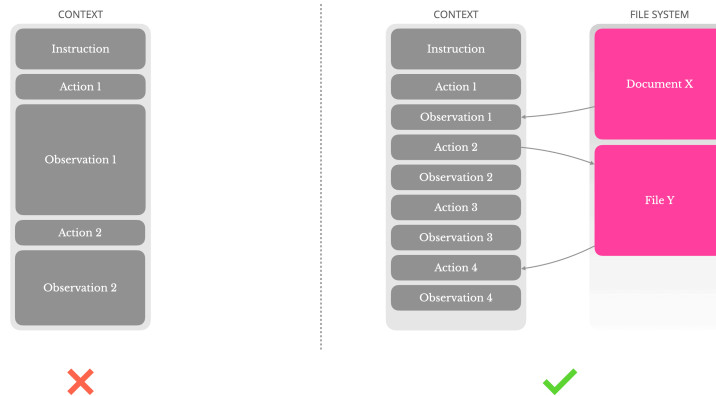 CONTEXT
Instruction
Action 1
Observation 1
Action 2
Observation 2
CONTEXT
Instruction
Action 1
Observation 1
Action 2
Observation 2
Action 3
Observation 3
Action 4
Observation 4
FILE SYSTEM
Document X
File Y